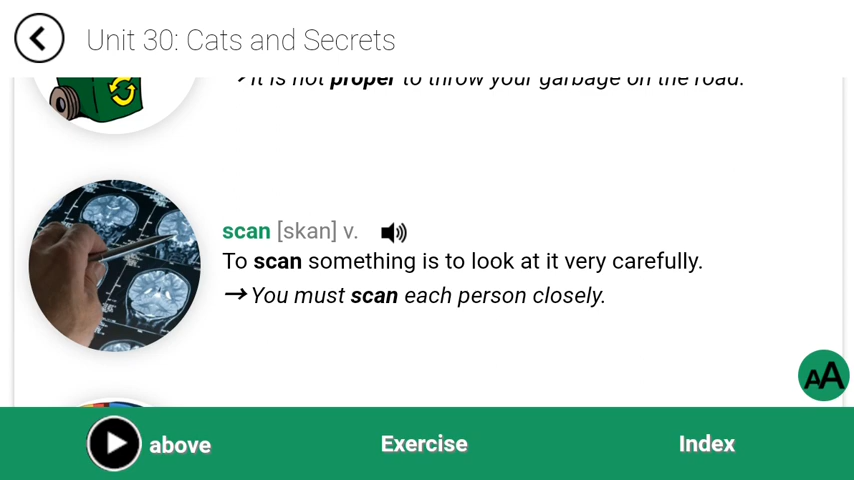 Unit 30: Cats and Secrets
It is not proper to throw your garbage on the road.
scan [skan] v.
To scan something is to look at it very carefully.
→ You must scan each person closely.
AA
above
Exercise
Index